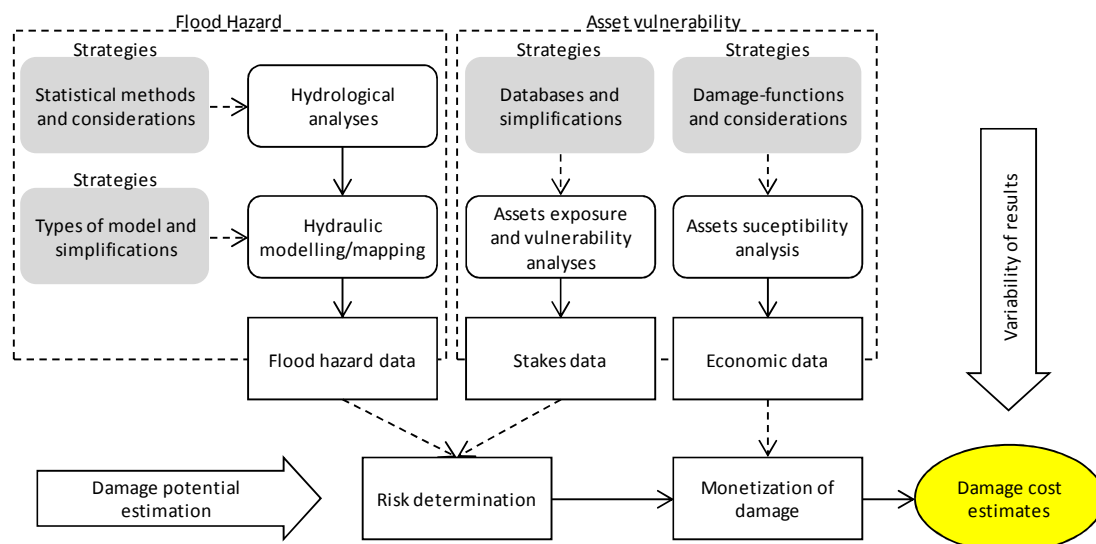 Flood Hazard
Asset vulnerability
Strategies
Statistical methods
and considerations
Hydrological
analyses
Strategies
Types of model and
simplifications
Hydraulic
modelling/mapping
Flood hazard data
Strategies
Databases and
simplifications
Strategies
Damage-functions
and considerations
Assets exposure
and vulnerability
analyses
Assets suceptibility
analysis
Stakes data
Economic data
Variability of results
Damage potential
estimation
Risk determination
Monetization of
damage
Damage cost
estimates